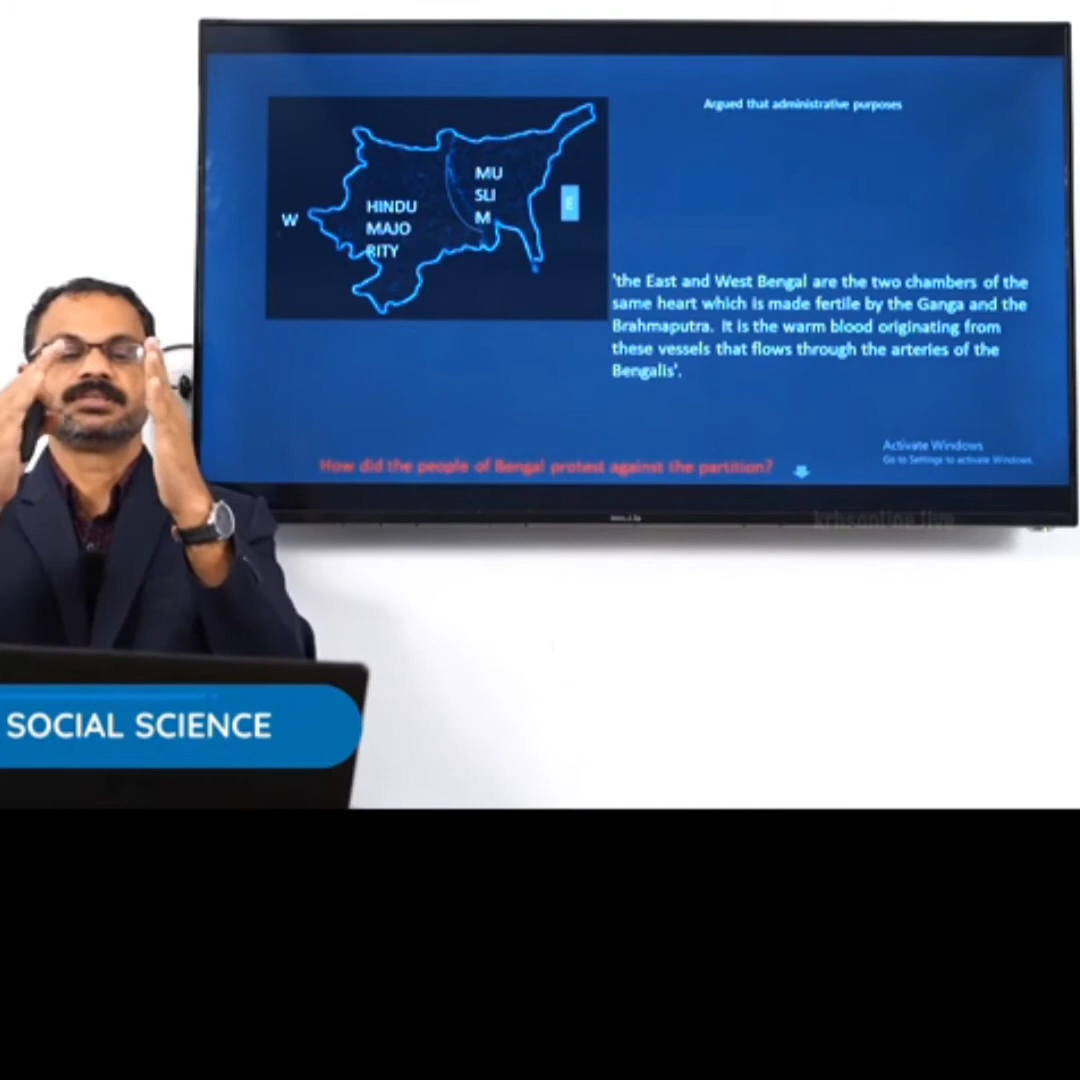 Argued that administrative purposes
W
HINDU
MAJO
RITY
MU
SLI
M
E
'the East and West Bengal are the two chambers of the
same heart which is made fertile by the Ganga and the
Brahmaputra. It is the warm blood originating from
these vessels that flows through the arteries of the
Bengalis'.
Activate Windows
Go to Settings to activate Windows.
How did the people of Bengal protest against the partition?
SOCIAL SCIENCE